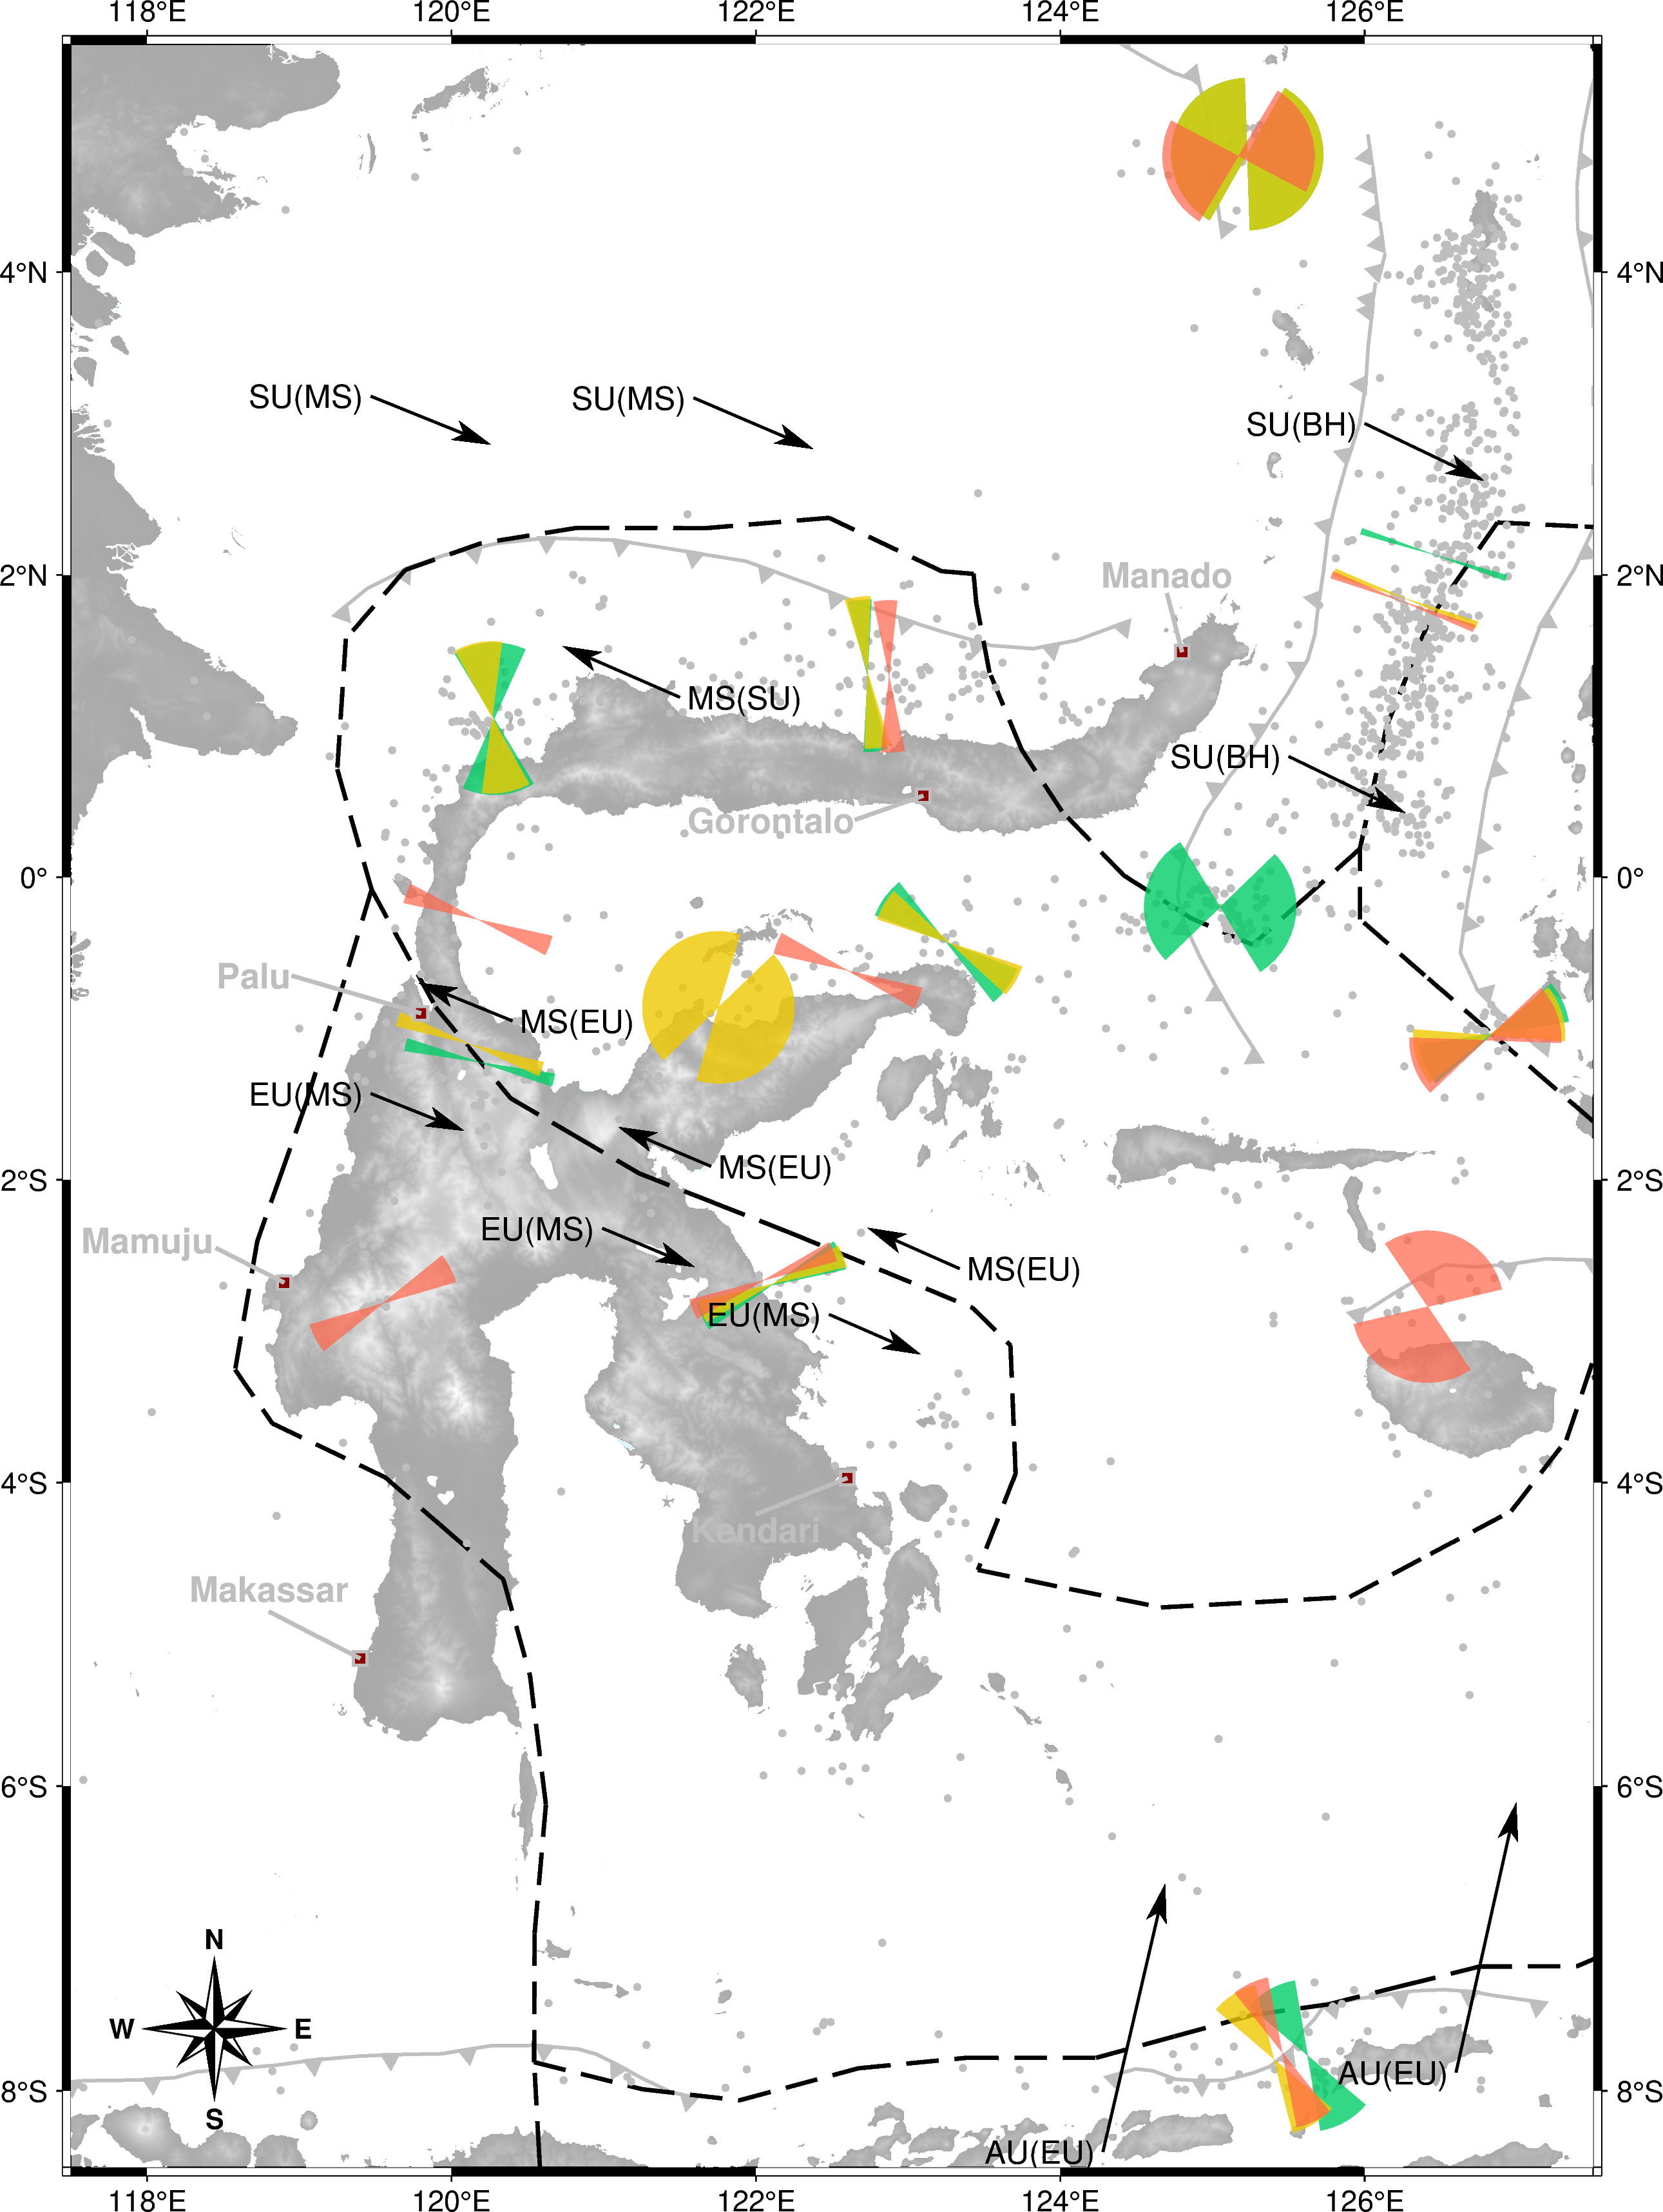 118°E 120°E 122°E 124°E 126°E
4°N 4°N
SU(MS) SU(MS)
SU(BH)
2°N Manado 2°N
MS(SU)
SU(BH)
Gorontalo
0° 0°
Palu
MS(EU)
EU(MS)
MS(EU)
2°S 2°S
EU(MS)
Mamuju
MS(EU)
EU(MS)
4°S 4°S
Kendari
Makassar
6°S 6°S
N
W E
AU(EU)
8°S 8°S
S
AU(EU)
118°E 120°E 122°E 124°E 126°E